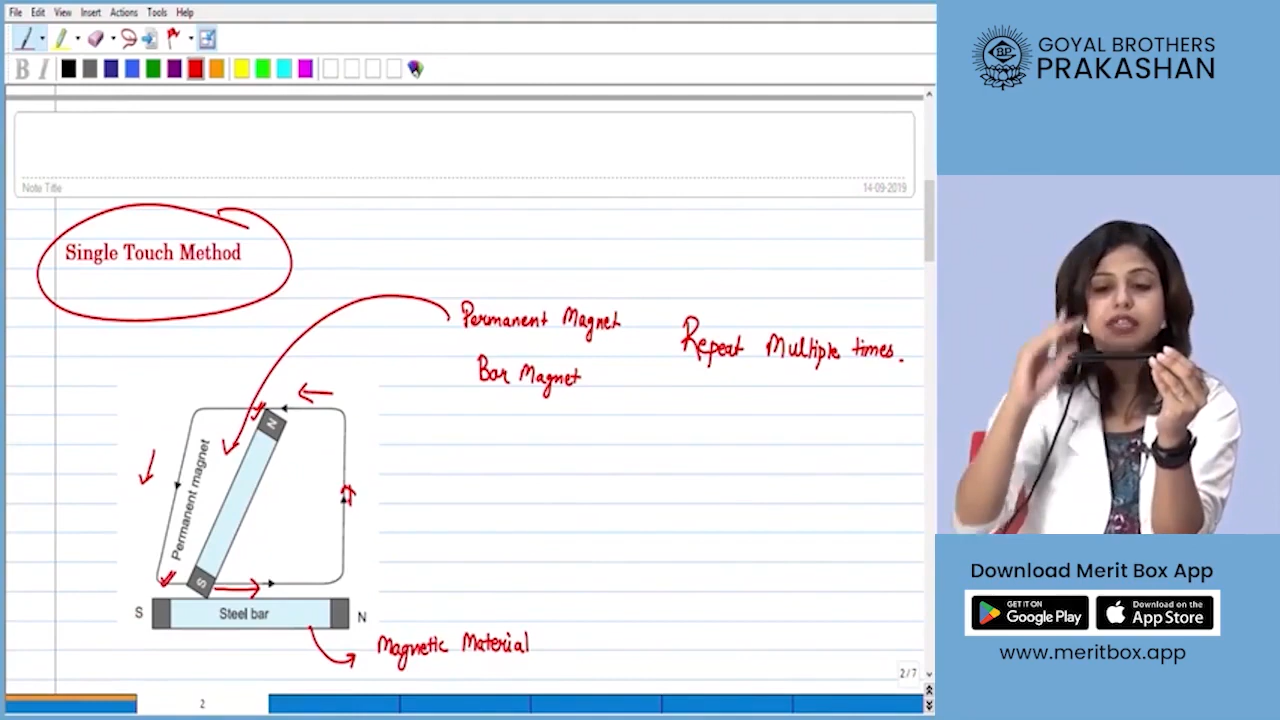 File Edit View Insert Actions Tools Help
B I
Note Title
14-09-2019
Single Touch Method
Permanent Magnet
Bar Magnet
Repeat Multiple times.
N
Permanent magnet
S
S Steel bar N
Magnetic Material
2/7
2
BP
GOYAL BROTHERS
PRAKASHAN
Download Merit Box App
GET IT ON
Google Play
Download on the
App Store
www.meritbox.app